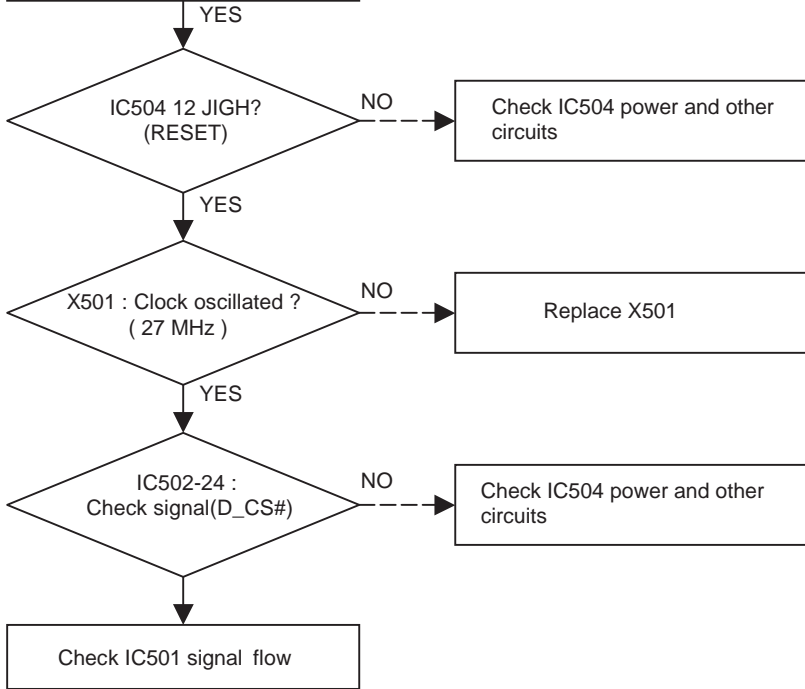 YES
IC504 12 JIGH?
(RESET)
NO
Check IC504 power and other
circuits
YES
X501 : Clock oscillated ?
( 27 MHz )
NO
Replace X501
YES
IC502-24 :
Check signal(D_CS#)
NO
Check IC504 power and other
circuits
Check IC501 signal flow